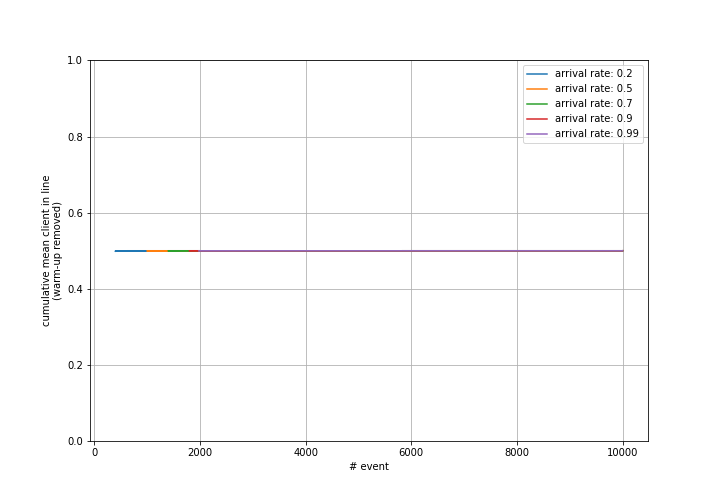 1.0
0.8
0.6
0.4
0.2
0.0
cumulative mean client in line
(warm-up removed)
arrival rate: 0.2
arrival rate: 0.5
arrival rate: 0.7
arrival rate: 0.9
arrival rate: 0.99
0
2000
4000
6000
8000
10000
# event